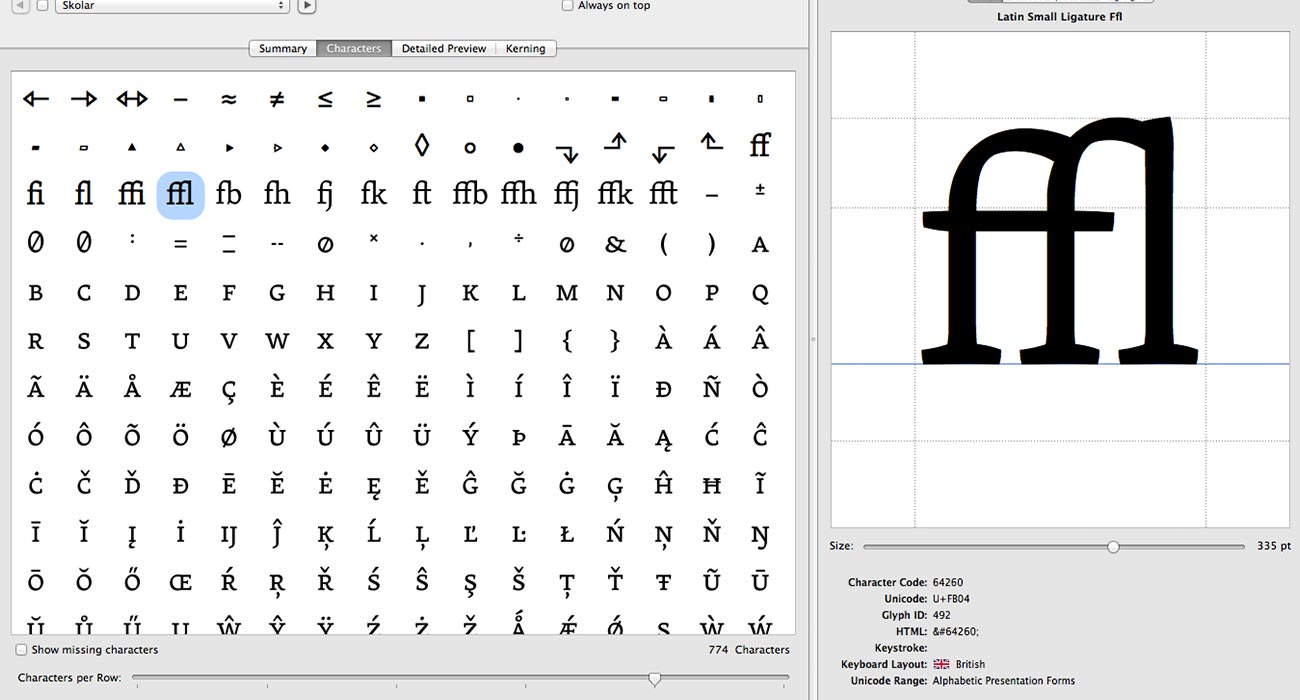 Skolar
Always on top
Latin Small Ligature Ffl
Summary Characters Detailed Preview Kerning
← → ↔ − ≈ ≠ ≤ ≥ ▪ ▫ · ∙ ▬ ▭ ▮ ▯
▰ ▱ ▴ ▵ ▸ ▹ ◆ ◇ ◊ ○ ● ⬎ ⬏ ⬐ ⬑ ff
fi fl ffi ffl fb fh fj fk ft ffb ffh ffj ffk fft – ±
0 0 : = -- ∅ × · , ÷ ∅ & ( ) A
B C D E F G H I J K L M N O P Q
R S T U V W X Y Z [ ] { } À Á Â
Ã Ä Å Æ Ç È É Ê Ë Ì Í Î Ï Ð Ñ Ò
Ó Ô Õ Ö Ø Ù Ú Û Ü Ý Þ Ā Ă Ą Ć Ĉ
Ċ Č Ď Đ Ē Ĕ Ė Ę Ě Ĝ Ğ Ġ Ģ Ĥ Ħ Ĩ
Ī Ĭ Į İ IJ Ĵ Ķ Ĺ Ļ Ľ Ŀ Ł Ń Ņ Ň Ŋ
Ō Ŏ Ő Œ Ŕ Ŗ Ř Ś Ŝ Ş Š Ţ Ť Ŧ Ũ Ū
Ŭ Ů Ű Ų Ŵ Ŷ Ÿ Ź Ż Ž Ǻ Ǽ Ǿ Ș Ẁ Ẃ
Show missing characters
774 Characters
Characters per Row:
ffl
Size: 335 pt
Character Code: 64260
Unicode: U+FB04
Glyph ID: 492
HTML: &#64260;
Keystroke:
Keyboard Layout: British
Unicode Range: Alphabetic Presentation Forms